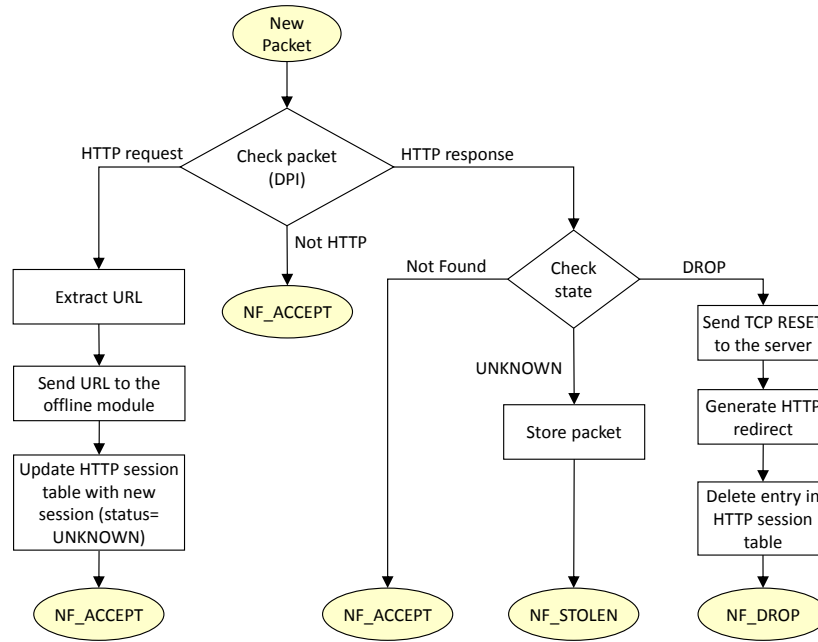 New
Packet
HTTP request
Check packet
(DPI)
HTTP response
Not HTTP
Not Found
Check
state
DROP
Extract URL
NF_ACCEPT
Send TCP RESET
to the server
UNKNOWN
Send URL to the
offline module
Store packet
Generate HTTP
redirect
Update HTTP session
table with new
session (status=
UNKNOWN)
Delete entry in
HTTP session
table
NF_ACCEPT
NF_ACCEPT
NF_STOLEN
NF_DROP